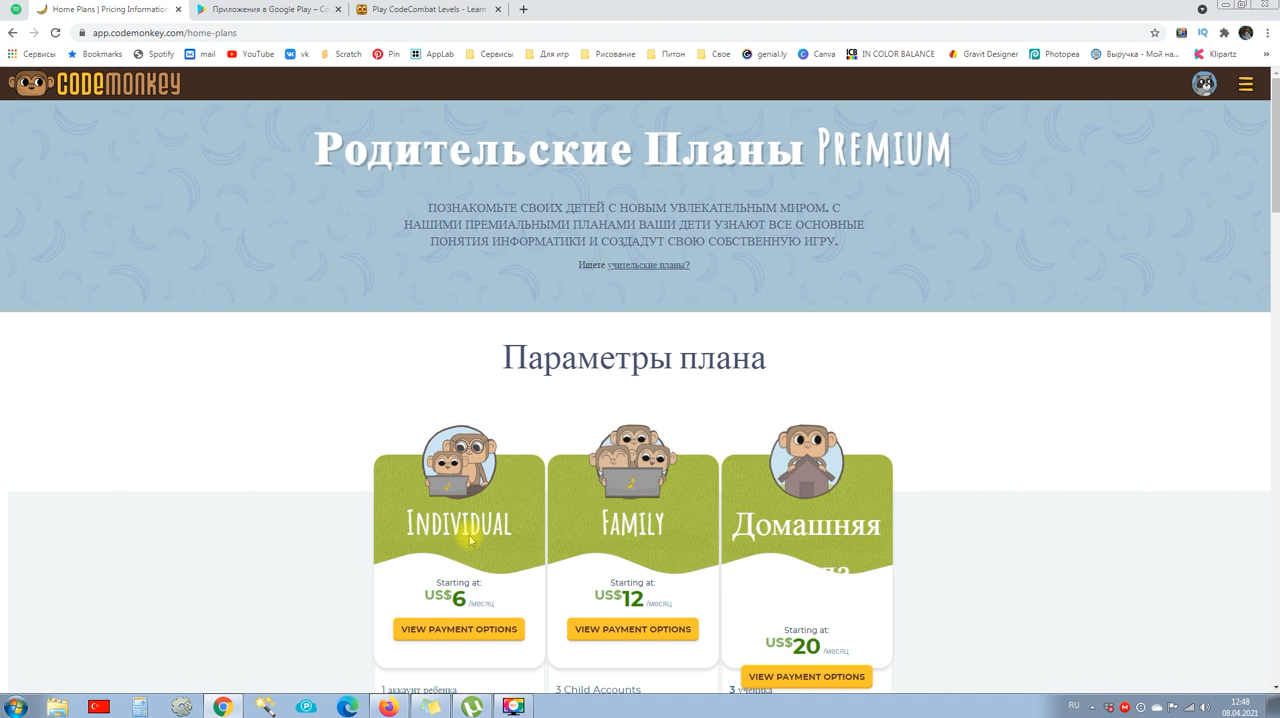 Home Plans | Pricing Information
Приложения в Google Play – Со
Play CodeCombat Levels - Learn
app.codemonkey.com/home-plans
Сервисы
Bookmarks
Spotify
mail
YouTube
vk
Scratch
Pin
AppLab
Сервисы
Для игр
Рисование
Питон
Свое
genial.ly
Canva
ICB
IN COLOR BALANCE
Gravit Designer
Photopea
Выручка - Мой на...
Klipartz
CODEMONKEY
Родительские Планы PREMIUM
ПОЗНАКОМЬТЕ СВОИХ ДЕТЕЙ С НОВЫМ УВЛЕКАТЕЛЬНЫМ МИРОМ. С
НАШИМИ ПРЕМИАЛЬНЫМИ ПЛАНАМИ ВАШИ ДЕТИ УЗНАЮТ ВСЕ ОСНОВНЫЕ
ПОНЯТИЯ ИНФОРМАТИКИ И СОЗДАДУТ СВОЮ СОБСТВЕННУЮ ИГРУ.
Ищете учительские планы?
Параметры плана
INDIVIDUAL
Starting at:
US$6 /месяц
VIEW PAYMENT OPTIONS
1 аккаунт ребенка
FAMILY
Starting at:
US$12 /месяц
VIEW PAYMENT OPTIONS
3 Child Accounts
Домашняя
Starting at:
US$20 /месяц
VIEW PAYMENT OPTIONS
3 ученика
RU
12:48
08.04.2021